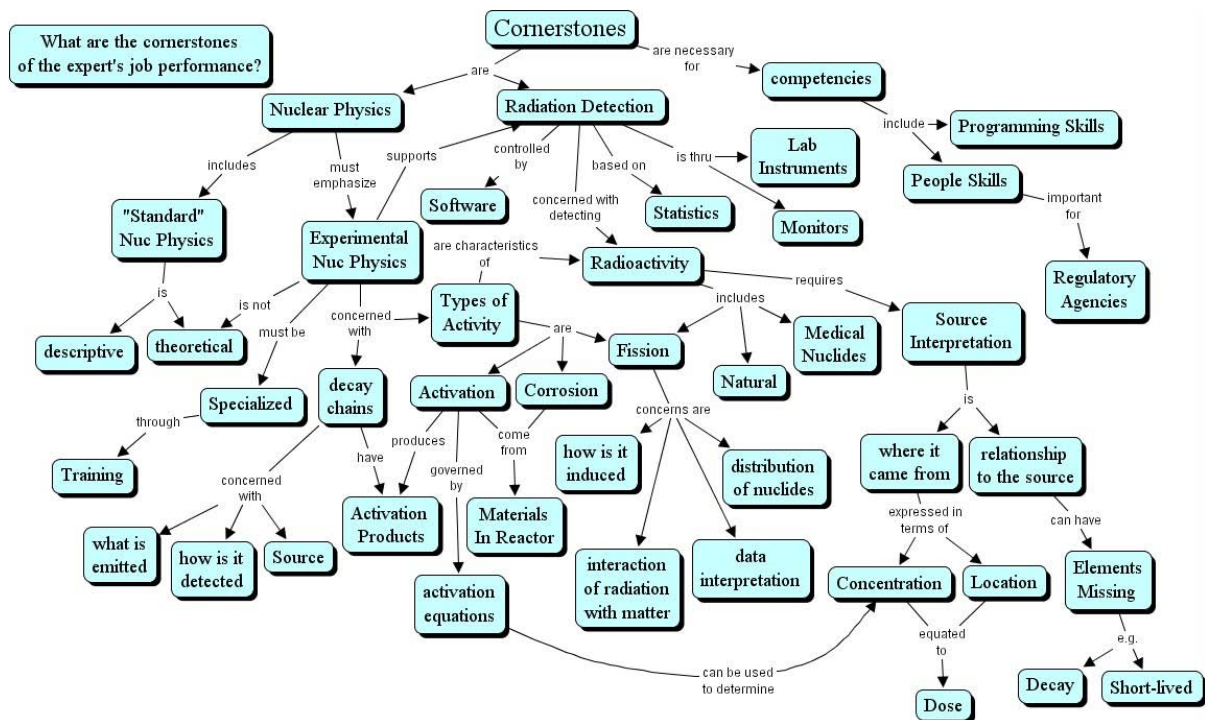 What are the cornerstones
of the expert's job performance?
Cornerstones
are necessary
for
are
competencies
Nuclear Physics
Radiation Detection
include
Programming Skills
includes
must
emphasize
supports
controlled
by
based on
is thru
Lab
Instruments
People Skills
concerned with
detecting
Software
Statistics
Monitors
important
for
"Standard"
Nuc Physics
Experimental
Nuc Physics
are characteristics
of
Radioactivity
requires
Regulatory
Agencies
is
is not
must be
concerned
with
Types of
Activity
includes
are
descriptive
theoretical
Fission
Natural
Medical
Nuclides
Source
Interpretation
Specialized
decay
chains
Activation
Corrosion
concerns are
is
through
Training
have
produces
governed
by
come
from
how is it
induced
distribution
of nuclides
where it
came from
relationship
to the source
concerned
with
Activation
Products
Materials
In Reactor
expressed in
terms of
can have
what is
emitted
how is it
detected
Source
interaction
of radiation
with matter
data
interpretation
Concentration
Location
Elements
Missing
activation
equations
equated
to
e.g.
can be used
to determine
Dose
Decay
Short-lived